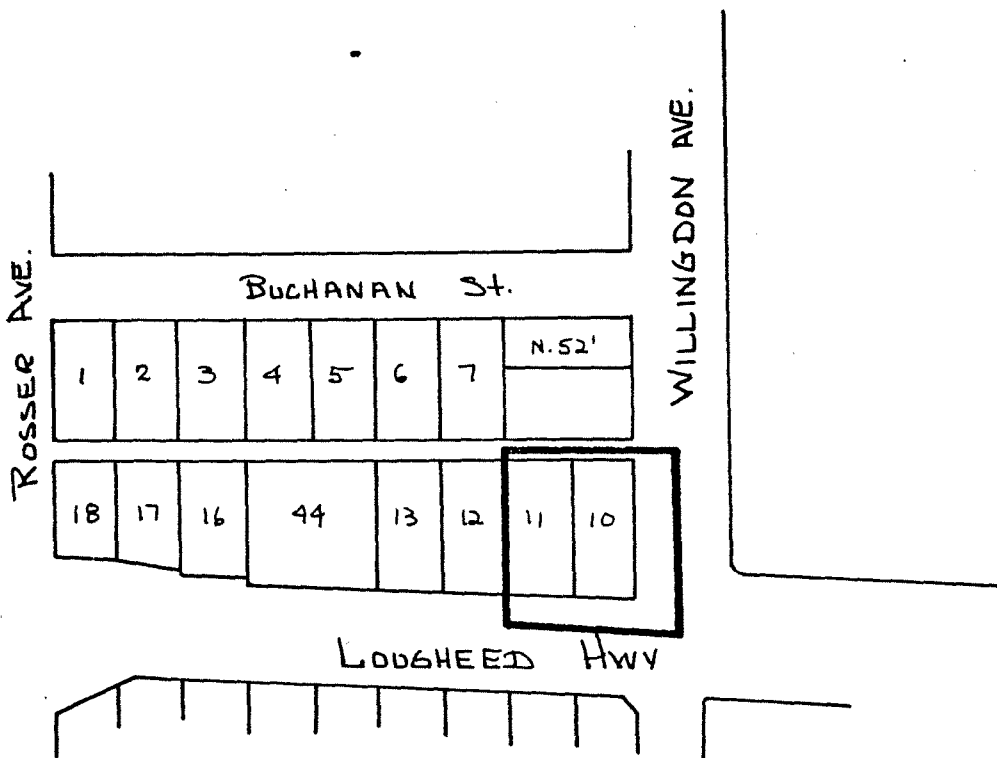 ROSSER AVE.
BUCHANAN St.
WILLINGDON AVE.
1 2 3 4 5 6 7 N.52'
18 17 16 44 13 12 11 10
LOUGHEED HWY